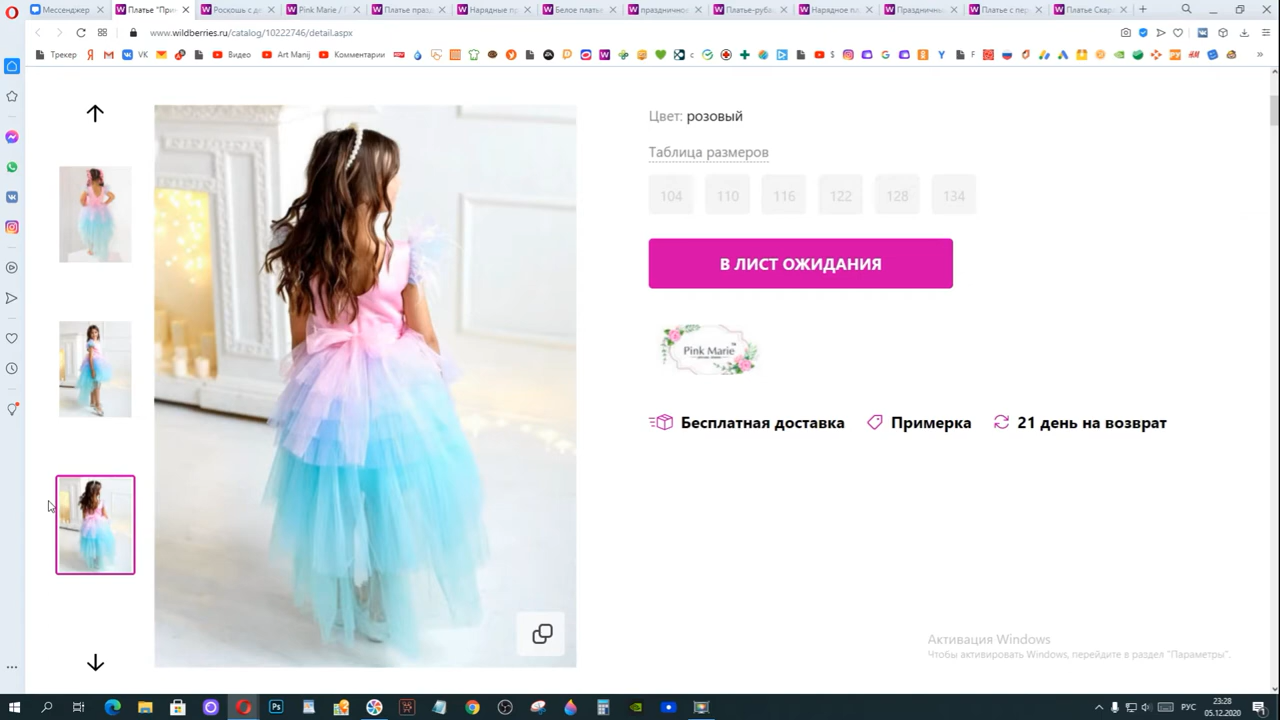 Мессенджер
Платье "При
Роскошь с де
Pink Marie / П
Платье празд
Нарядные пр
Белое платье
праздничное
Платье-руба
Нарядное пл
Праздничны
Платье с пер
Платье Скар
www.wildberries.ru/catalog/10222746/detail.aspx
Трекер
VK
Видео
Art Manij
Комментарии
Цвет: розовый
Таблица размеров
104 110 116 122 128 134
В ЛИСТ ОЖИДАНИЯ
Pink Marie
Бесплатная доставка Примерка 21 день на возврат
Активация Windows
Чтобы активировать Windows, перейдите в раздел "Параметры".
РУС
23:28
05.12.2020